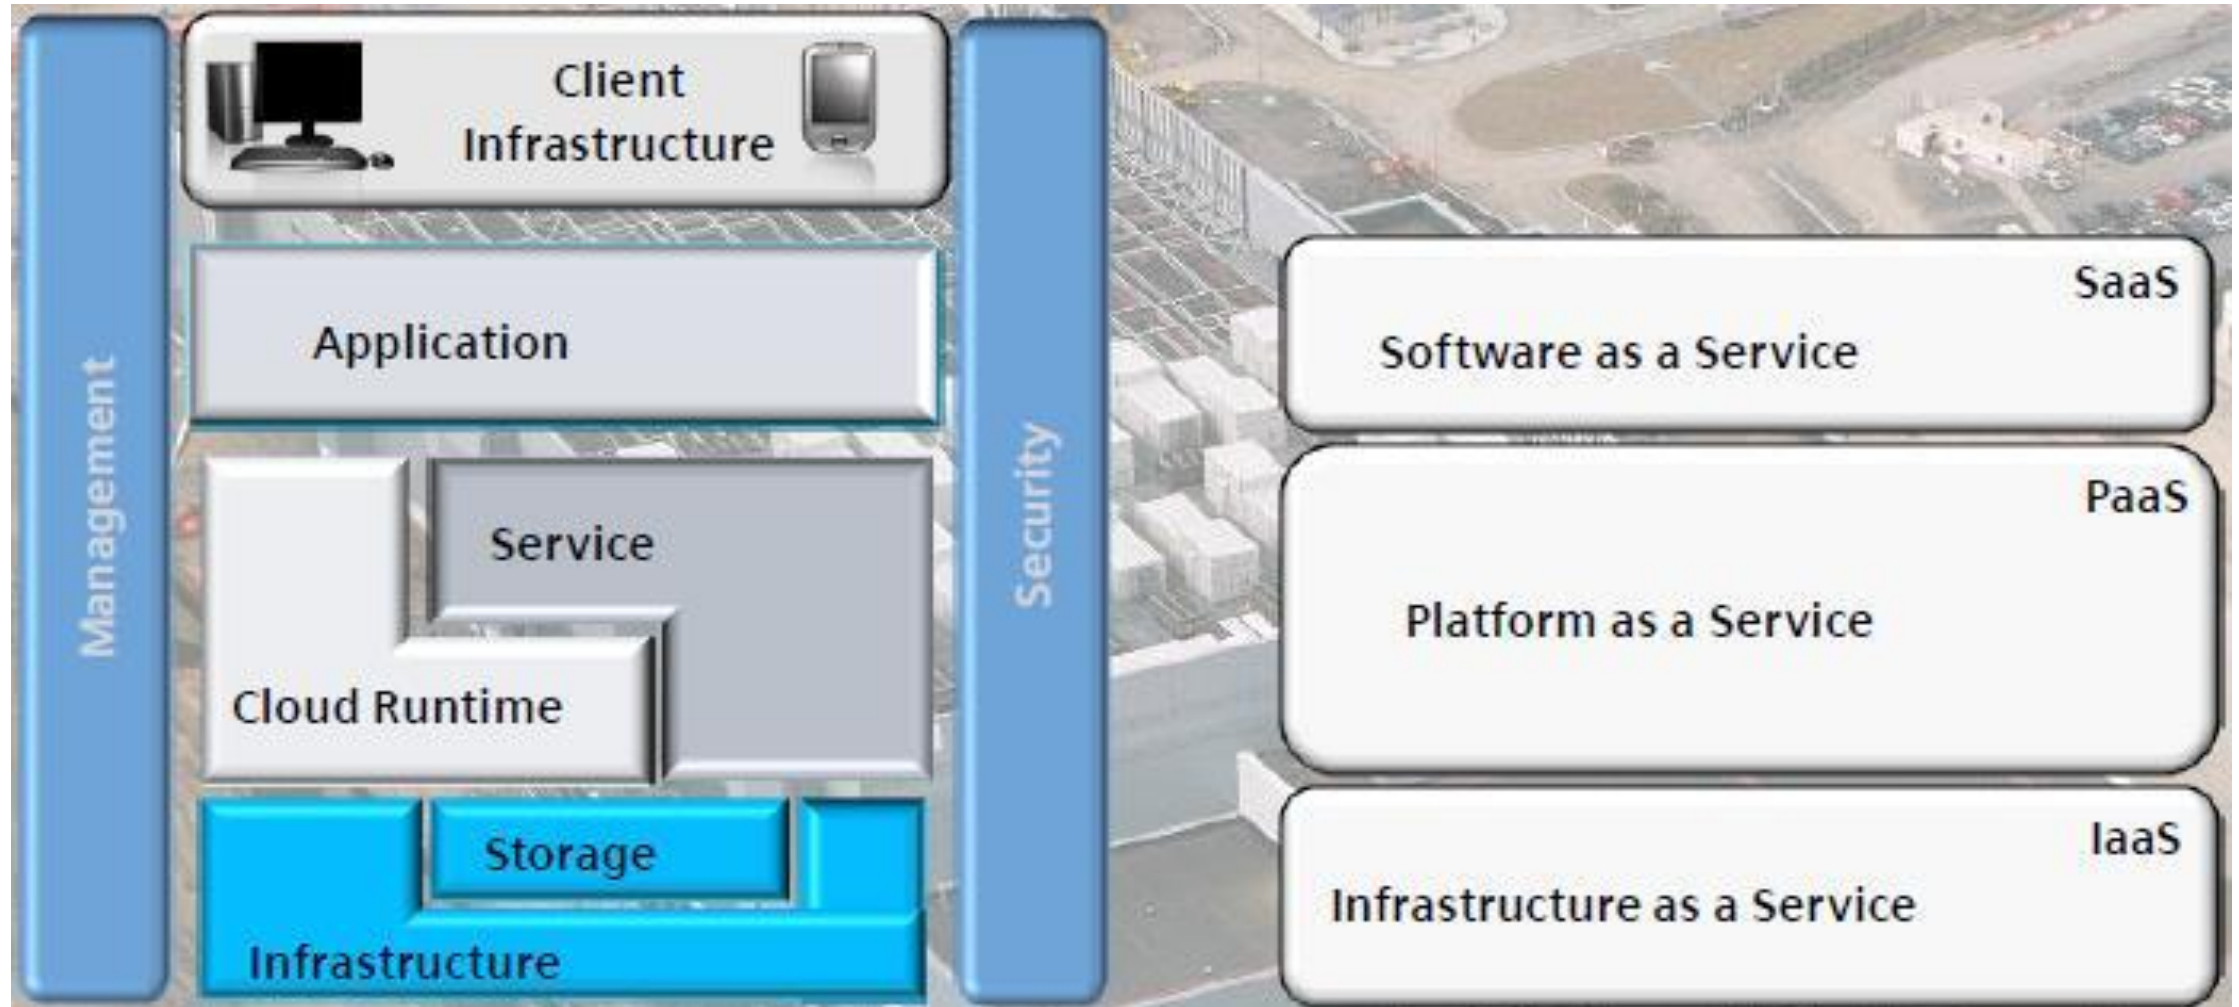 Management
Client
Infrastructure
Application
Service
Cloud Runtime
Storage
Infrastructure
Security
SaaS
Software as a Service
PaaS
Platform as a Service
IaaS
Infrastructure as a Service